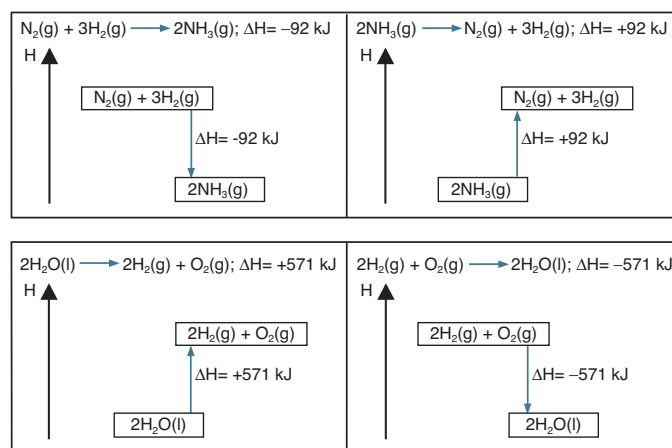 N₂(g) + 3H₂(g) ⟶ 2NH₃(g); ΔH= –92 kJ
H
N₂(g) + 3H₂(g)
ΔH= -92 kJ
2NH₃(g)
2NH₃(g) ⟶ N₂(g) + 3H₂(g); ΔH= +92 kJ
H
N₂(g) + 3H₂(g)
ΔH= +92 kJ
2NH₃(g)
2H₂O(l) ⟶ 2H₂(g) + O₂(g); ΔH= +571 kJ
H
2H₂(g) + O₂(g)
ΔH= +571 kJ
2H₂O(l)
2H₂(g) + O₂(g) ⟶ 2H₂O(l); ΔH= –571 kJ
H
2H₂(g) + O₂(g)
ΔH= –571 kJ
2H₂O(l)